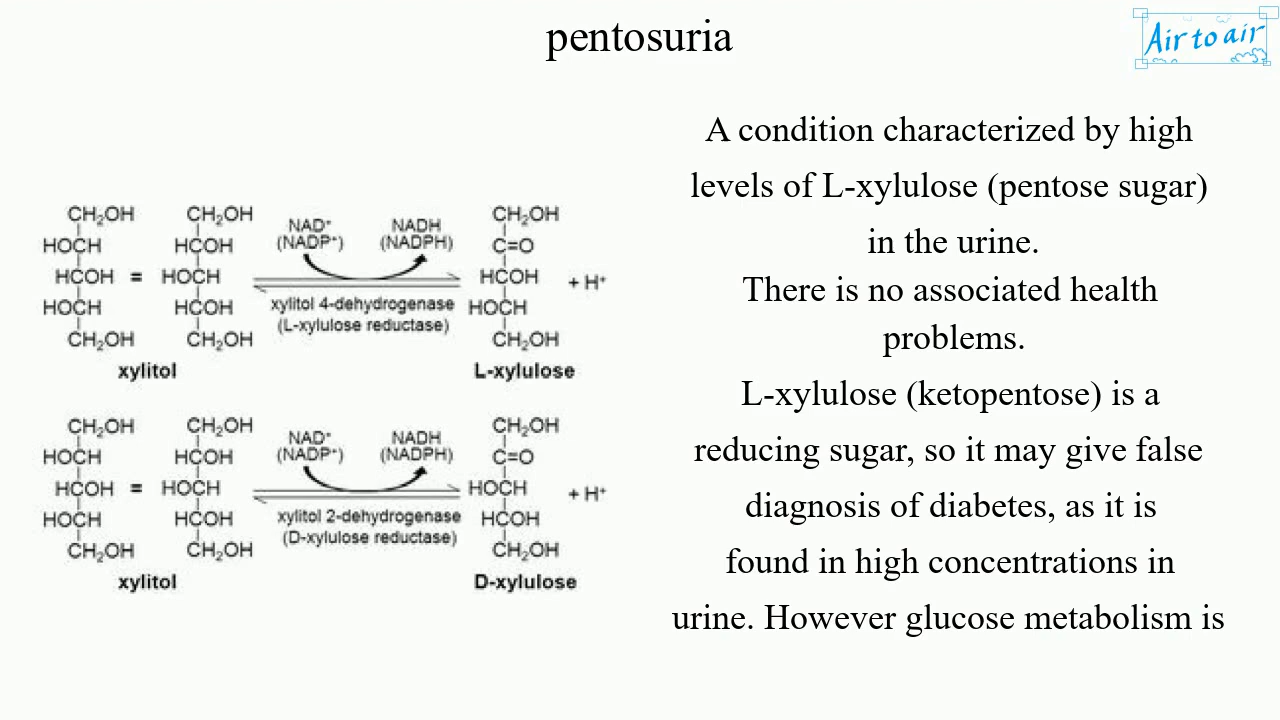 pentosuria
Air to air
A condition characterized by high
levels of L-xylulose (pentose sugar)
in the urine.
There is no associated health
problems.
L-xylulose (ketopentose) is a
reducing sugar, so it may give false
diagnosis of diabetes, as it is
found in high concentrations in
urine. However glucose metabolism is
CH₂OH CH₂OH NAD⁺ NADH CH₂OH
HOCH HCOH (NADP⁺) (NADPH) C=O
HCOH = HOCH HCOH + H⁺
HOCH HCOH xylitol 4-dehydrogenase HOCH
(L-xylulose reductase)
CH₂OH CH₂OH CH₂OH
xylitol L-xylulose
CH₂OH CH₂OH NAD⁺ NADH CH₂OH
HOCH HCOH (NADP⁺) (NADPH) C=O
HCOH = HOCH HOCH + H⁺
HOCH HCOH xylitol 2-dehydrogenase HCOH
(D-xylulose reductase)
CH₂OH CH₂OH CH₂OH
xylitol D-xylulose